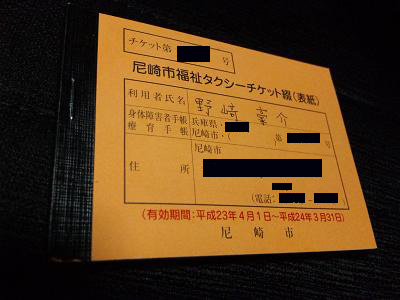 チケット第 号
尼崎市福祉タクシーチケット綴(表紙)
利用者氏名 野﨑豪介
身体障害者手帳 兵庫県・
療育手帳 尼崎市・( ) 第 号
尼崎市
住所
(電話: - )
(有効期間:平成23年4月1日〜平成24年3月31日)
尼崎市